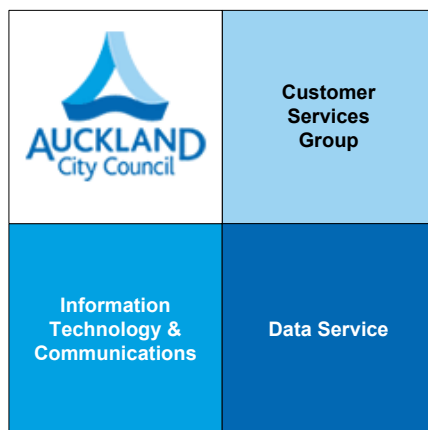 AUCKLAND
City Council
Customer
Services
Group
Information
Technology &
Communications
Data Service